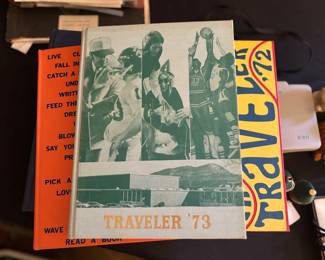 LIVE
FALL IN
CATCH A
WRIT
FEED THE
BLOW
SAY YOU
PICK A
LOV
WAVE
READ A BOOK
TRAVELER '73
TRAVELER '72